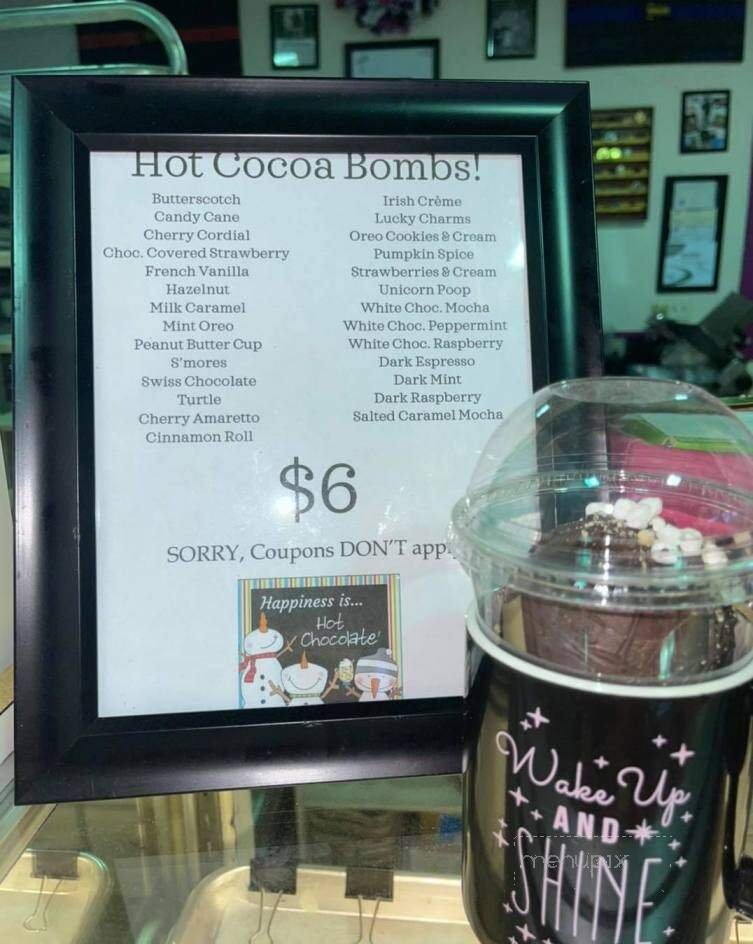 Hot Cocoa Bombs!
Butterscotch
Candy Cane
Cherry Cordial
Choc. Covered Strawberry
French Vanilla
Hazelnut
Milk Caramel
Mint Oreo
Peanut Butter Cup
S'mores
Swiss Chocolate
Turtle
Cherry Amaretto
Cinnamon Roll
Irish Crème
Lucky Charms
Oreo Cookies & Cream
Pumpkin Spice
Strawberries & Cream
Unicorn Poop
White Choc. Mocha
White Choc. Peppermint
White Choc. Raspberry
Dark Espresso
Dark Mint
Dark Raspberry
Salted Caramel Mocha
$6
SORRY, Coupons DON'T app
Happiness is...
Hot
Chocolate'
Wake Up
AND
SHINE
menupix